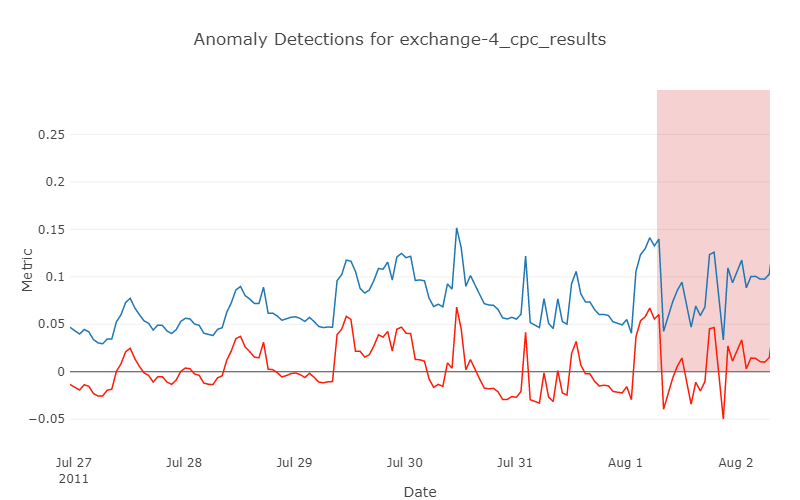 Anomaly Detections for exchange-4_cpc_results
0.25
0.2
0.15
0.1
0.05
0
−0.05
Metric
Jul 27
2011
Jul 28
Jul 29
Jul 30
Jul 31
Aug 1
Aug 2
Date